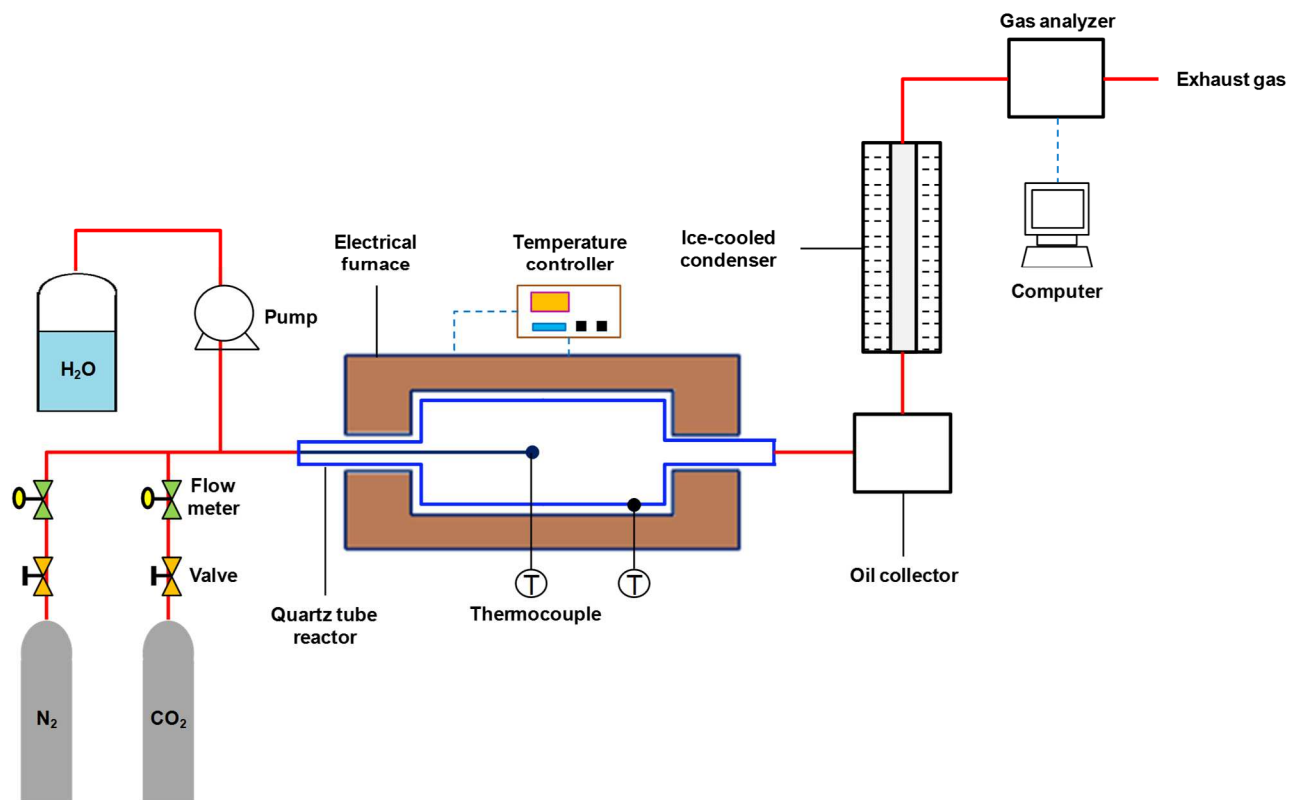 Gas analyzer
Exhaust gas
Electrical
furnace
Temperature
controller
Ice-cooled
condenser
Computer
Pump
H₂O
Flow
meter
Valve
T
T
Thermocouple
Oil collector
Quartz tube
reactor
N₂
CO₂